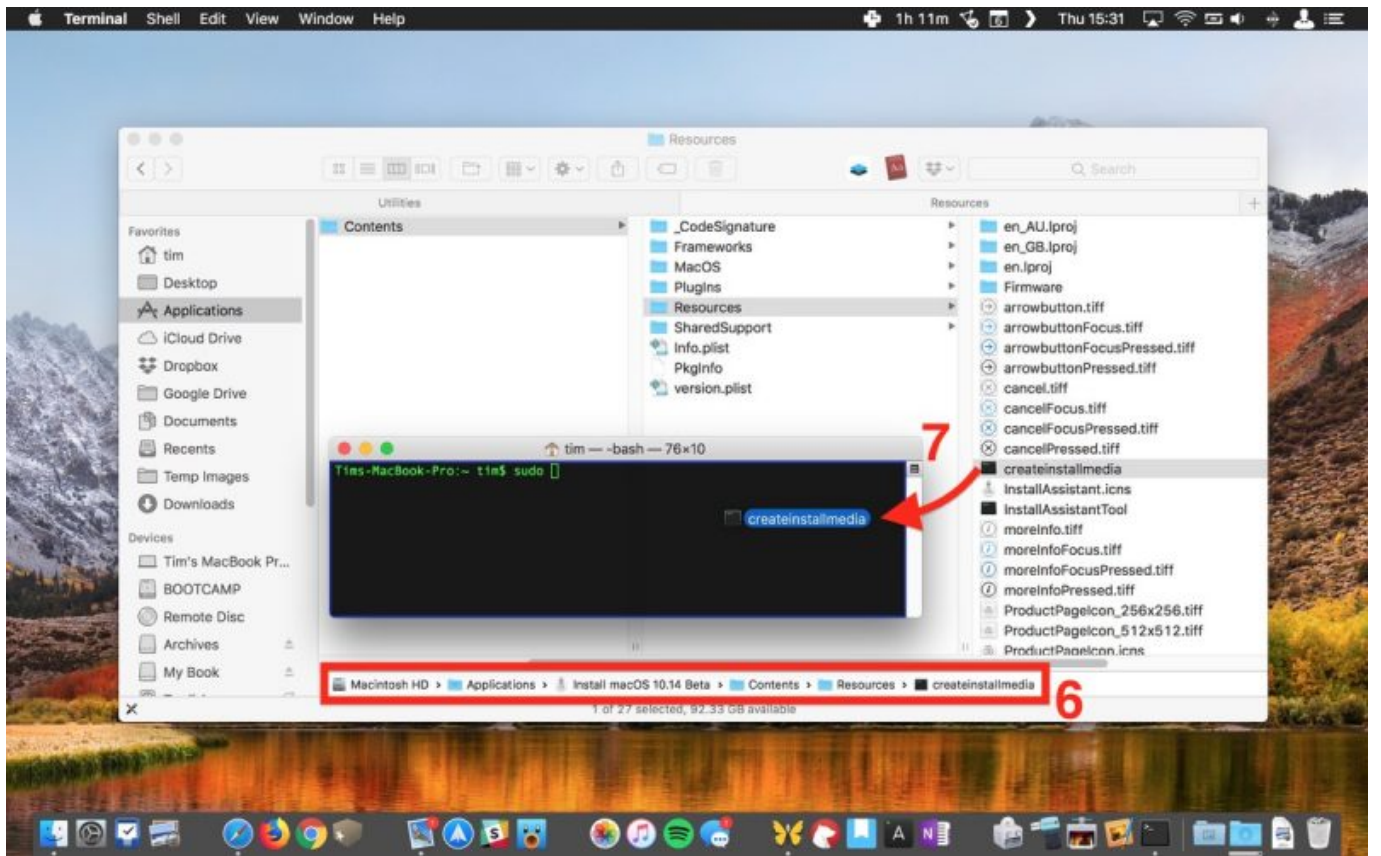 Terminal Shell Edit View Window Help 1h 11m 6 Thu 15:31
Resources
Search
Utilities Resources
Favorites
tim
Desktop
Applications
iCloud Drive
Dropbox
Google Drive
Documents
Recents
Temp Images
Downloads
Devices
Tim's MacBook Pr...
BOOTCAMP
Remote Disc
Archives
My Book
Contents
_CodeSignature
Frameworks
MacOS
PlugIns
Resources
SharedSupport
Info.plist
PkgInfo
version.plist
en_AU.lproj
en_GB.lproj
en.lproj
Firmware
arrowbutton.tiff
arrowbuttonFocus.tiff
arrowbuttonFocusPressed.tiff
arrowbuttonPressed.tiff
cancel.tiff
cancelFocus.tiff
cancelFocusPressed.tiff
cancelPressed.tiff
createinstallmedia
InstallAssistant.icns
InstallAssistantTool
moreInfo.tiff
moreInfoFocus.tiff
moreInfoFocusPressed.tiff
moreInfoPressed.tiff
ProductPageIcon_256x256.tiff
ProductPageIcon_512x512.tiff
ProductPageIcon.icns
tim — -bash — 76×10
Tims-MacBook-Pro:~ tim$ sudo
createinstallmedia
7
Macintosh HD › Applications › Install macOS 10.14 Beta › Contents › Resources › createinstallmedia
6
1 of 27 selected, 92.33 GB available